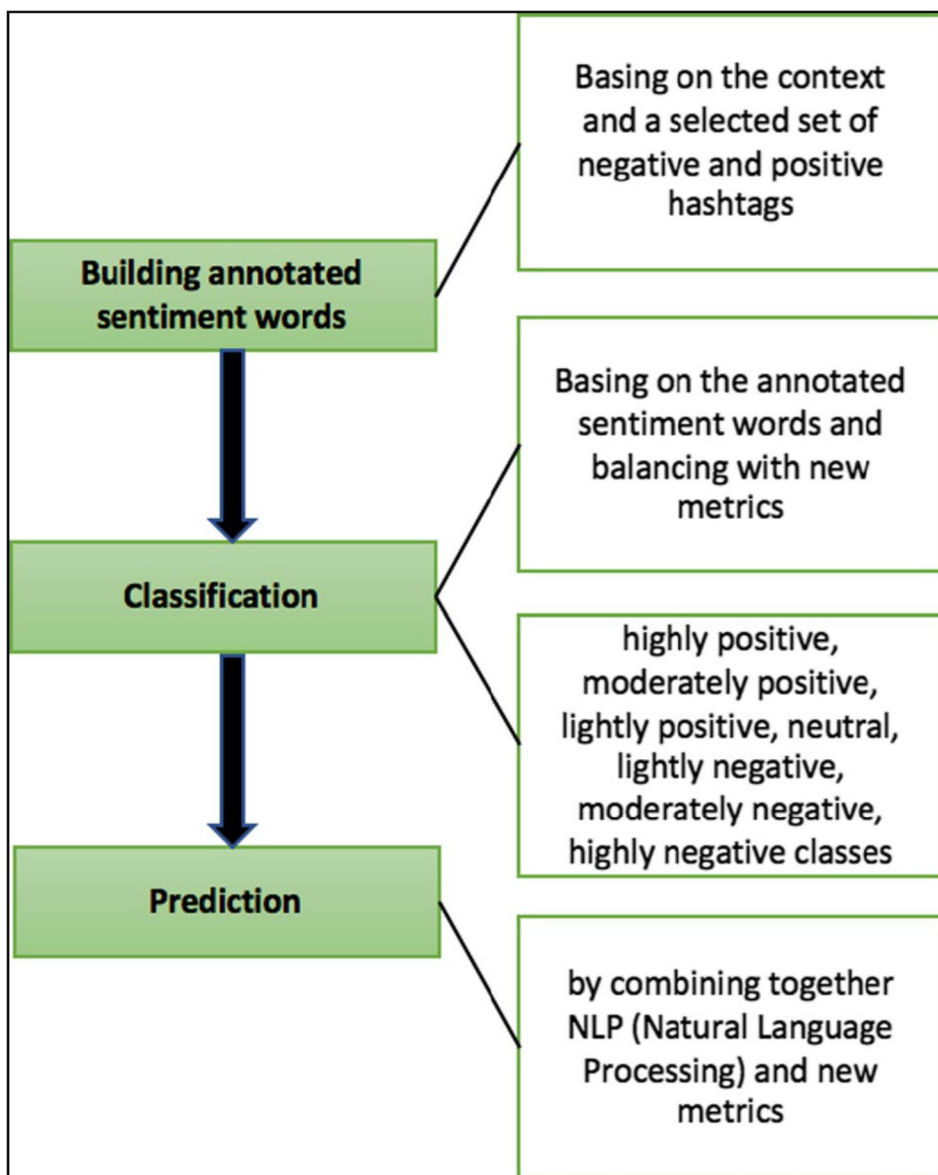 Basing on the context
and a selected set of
negative and positive
hashtags
Building annotated
sentiment words
Basing on the annotated
sentiment words and
balancing with new
metrics
Classification
highly positive,
moderately positive,
lightly positive, neutral,
lightly negative,
moderately negative,
highly negative classes
Prediction
by combining together
NLP (Natural Language
Processing) and new
metrics